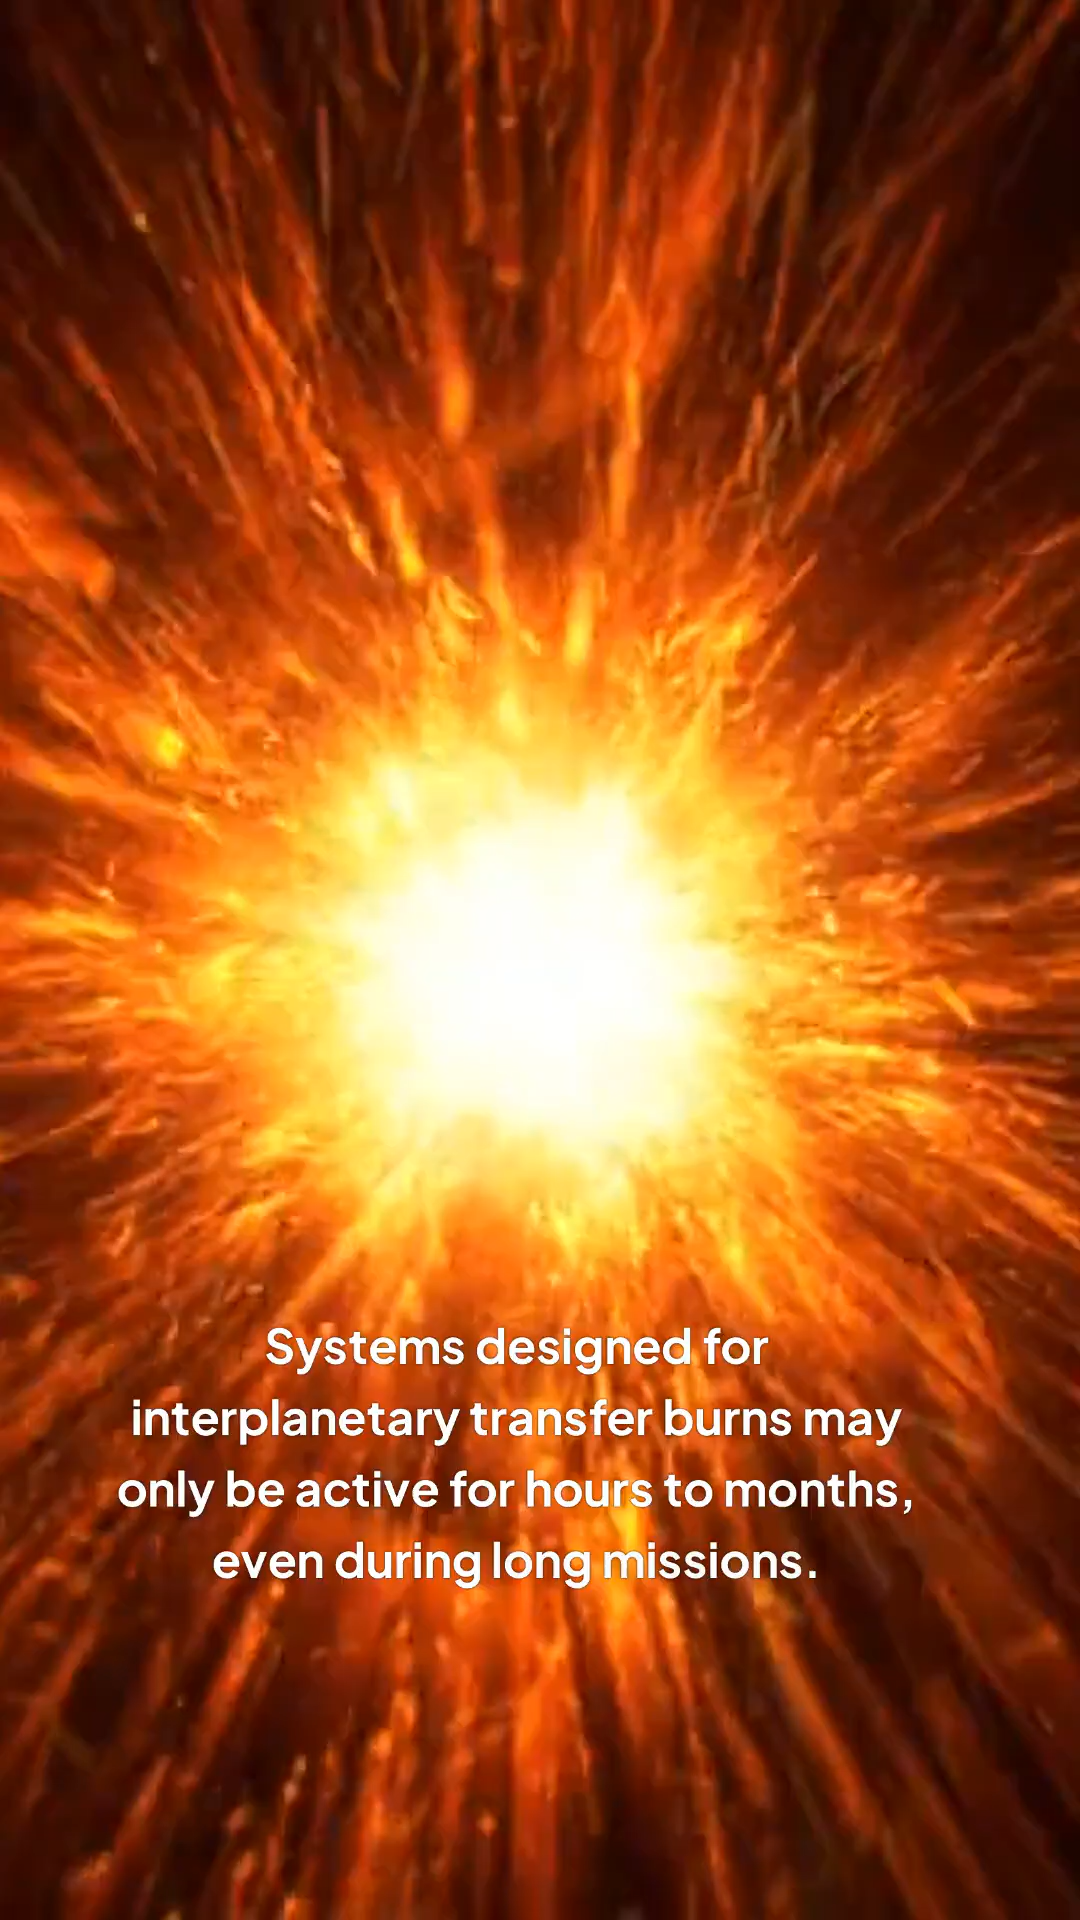 Systems designed for
interplanetary transfer burns may
only be active for hours to months,
even during long missions.